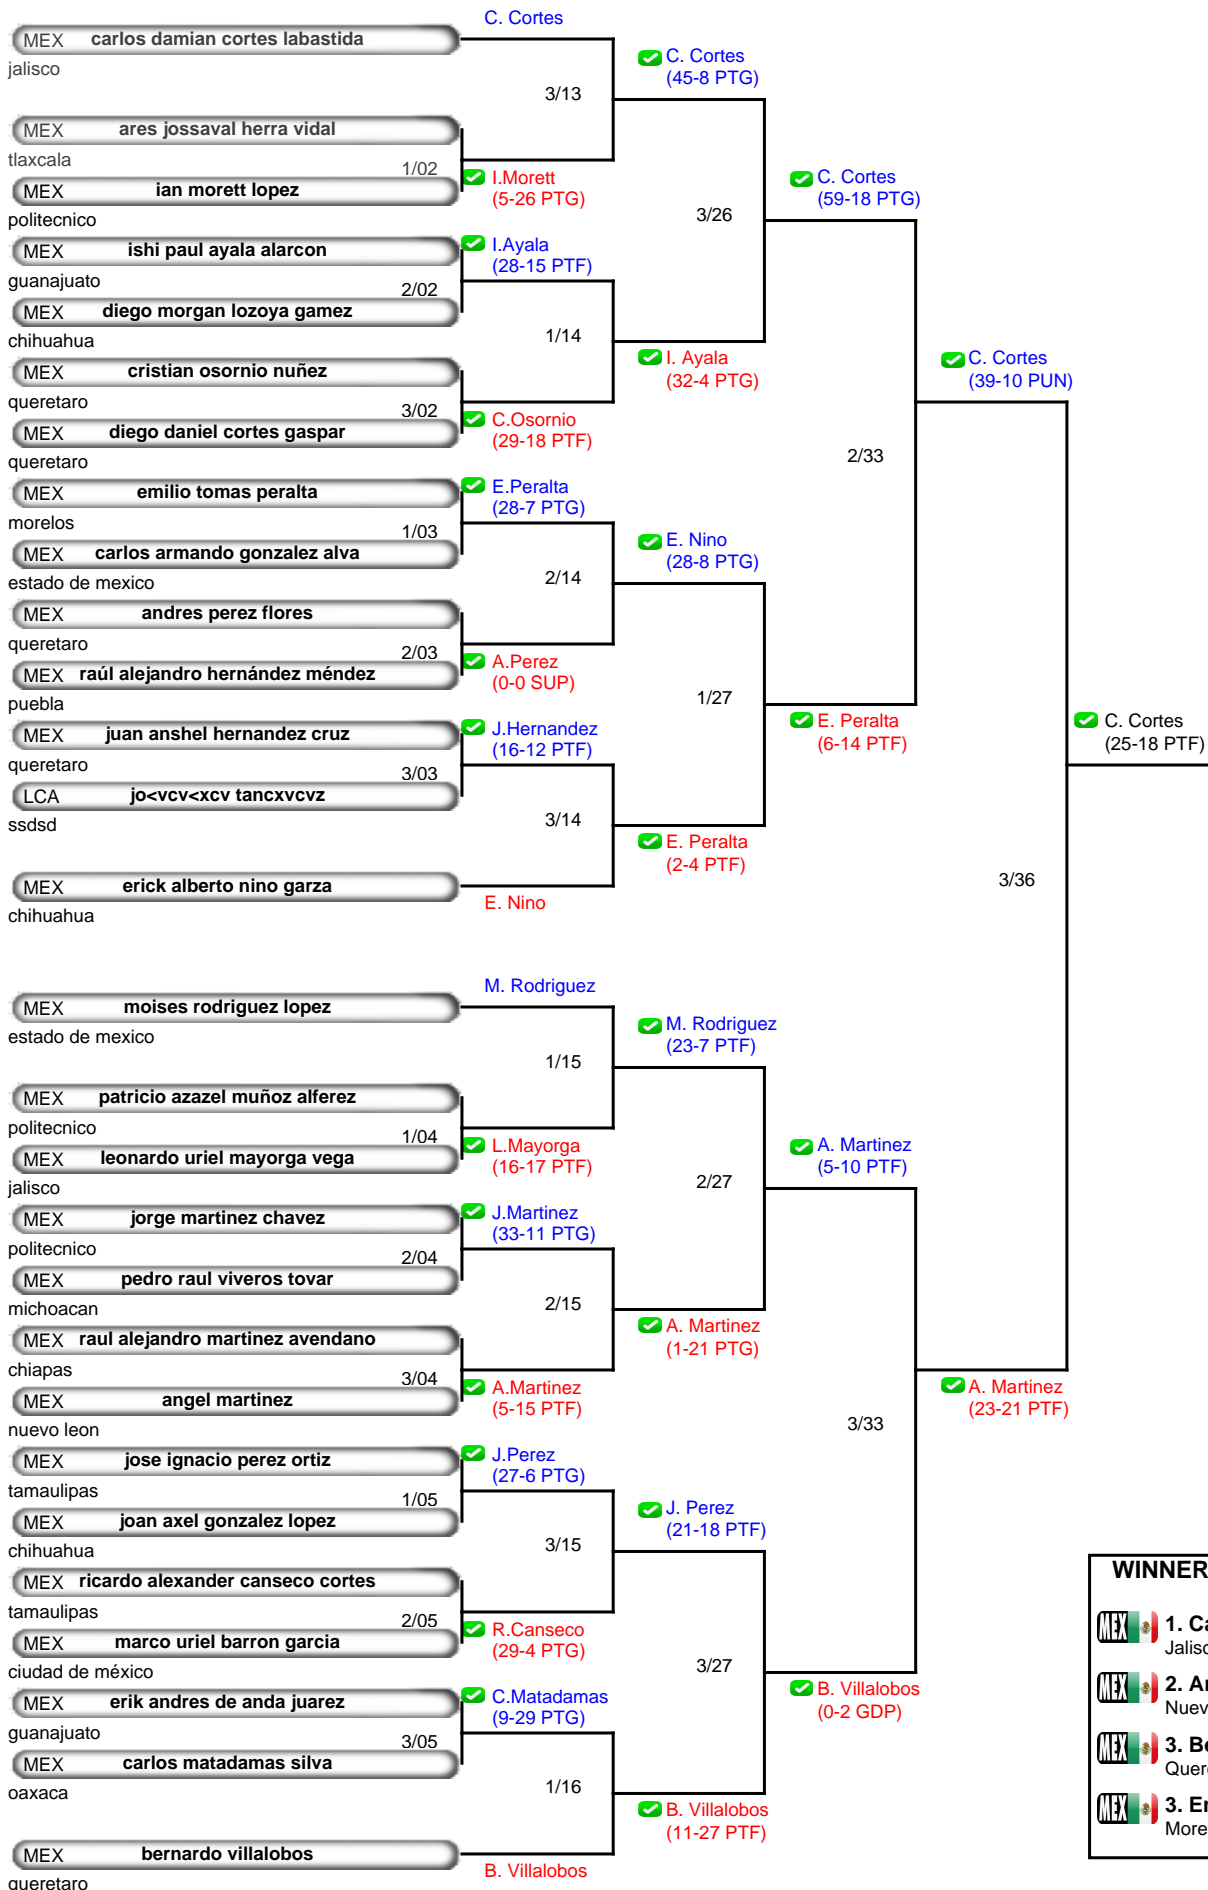 C. Cortes
MEX carlos damian cortes labastida
jalisco
C. Cortes
(45-8 PTG)
3/13
MEX ares jossaval herra vidal
tlaxcala
1/02
I.Morett
(5-26 PTG)
MEX ian morett lopez
politecnico
C. Cortes
(59-18 PTG)
3/26
MEX ishi paul ayala alarcon
guanajuato
I.Ayala
(28-15 PTF)
2/02
MEX diego morgan lozoya gamez
chihuahua
1/14
I. Ayala
(32-4 PTG)
MEX cristian osornio nuñez
queretaro
3/02
C.Osornio
(29-18 PTF)
MEX diego daniel cortes gaspar
queretaro
C. Cortes
(39-10 PUN)
2/33
MEX emilio tomas peralta
morelos
E.Peralta
(28-7 PTG)
1/03
MEX carlos armando gonzalez alva
estado de mexico
E. Nino
(28-8 PTG)
2/14
MEX andres perez flores
queretaro
2/03
A.Perez
(0-0 SUP)
MEX raúl alejandro hernández méndez
puebla
1/27
E. Peralta
(6-14 PTF)
C. Cortes
(25-18 PTF)
MEX juan anshel hernandez cruz
queretaro
J.Hernandez
(16-12 PTF)
3/03
LCA jo<vcv<xcv tancxvcvz
ssdsd
3/14
E. Peralta
(2-4 PTF)
MEX erick alberto nino garza
chihuahua
E. Nino
3/36
M. Rodriguez
MEX moises rodriguez lopez
estado de mexico
M. Rodriguez
(23-7 PTF)
1/15
MEX patricio azazel muñoz alferez
politecnico
1/04
L.Mayorga
(16-17 PTF)
MEX leonardo uriel mayorga vega
jalisco
A. Martinez
(5-10 PTF)
2/27
MEX jorge martinez chavez
politecnico
J.Martinez
(33-11 PTG)
2/04
MEX pedro raul viveros tovar
michoacan
2/15
A. Martinez
(1-21 PTG)
MEX raul alejandro martinez avendano
chiapas
3/04
A.Martinez
(5-15 PTF)
MEX angel martinez
nuevo leon
A. Martinez
(23-21 PTF)
3/33
MEX jose ignacio perez ortiz
tamaulipas
J.Perez
(27-6 PTG)
1/05
MEX joan axel gonzalez lopez
chihuahua
J. Perez
(21-18 PTF)
3/15
MEX ricardo alexander canseco cortes
tamaulipas
2/05
R.Canseco
(29-4 PTG)
MEX marco uriel barron garcia
ciudad de méxico
3/27
B. Villalobos
(0-2 GDP)
MEX erik andres de anda juarez
guanajuato
C.Matadamas
(9-29 PTG)
3/05
MEX carlos matadamas silva
oaxaca
1/16
B. Villalobos
(11-27 PTF)
MEX bernardo villalobos
queretaro
B. Villalobos
WINNER
MEX 1. Ca
Jalisc
MEX 2. A
Nuev
MEX 3. Be
Quer
MEX 3. E
More